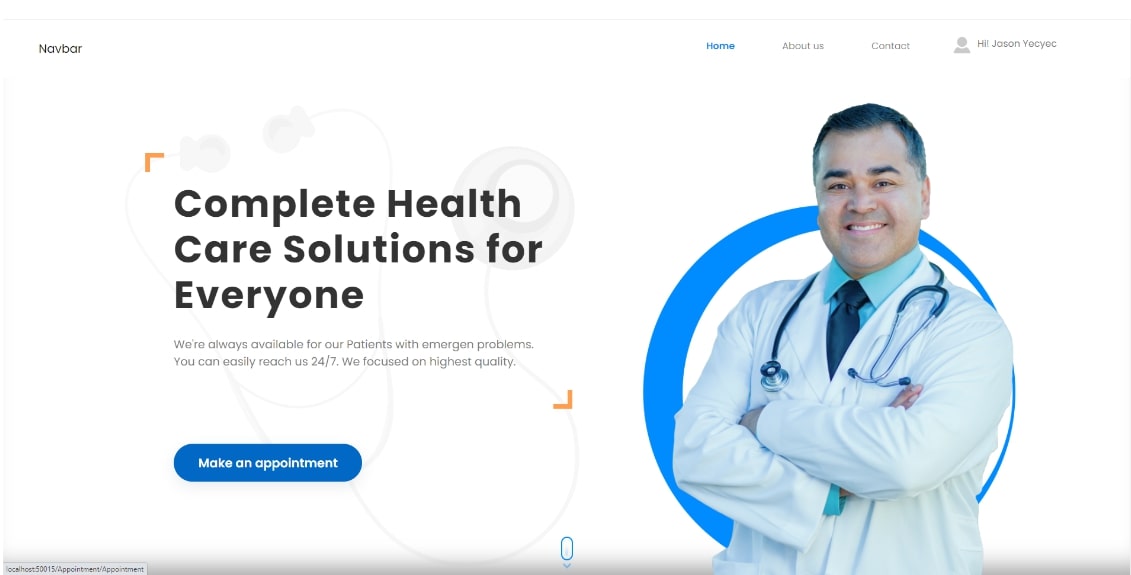 Navbar
Home
About us
Contact
Hi! Jason Yecyec
Complete Health
Care Solutions for
Everyone
We're always available for our Patients with emergen problems.
You can easily reach us 24/7. We focused on highest quality.
Make an appointment
localhost:50015/Appointment/Appointment